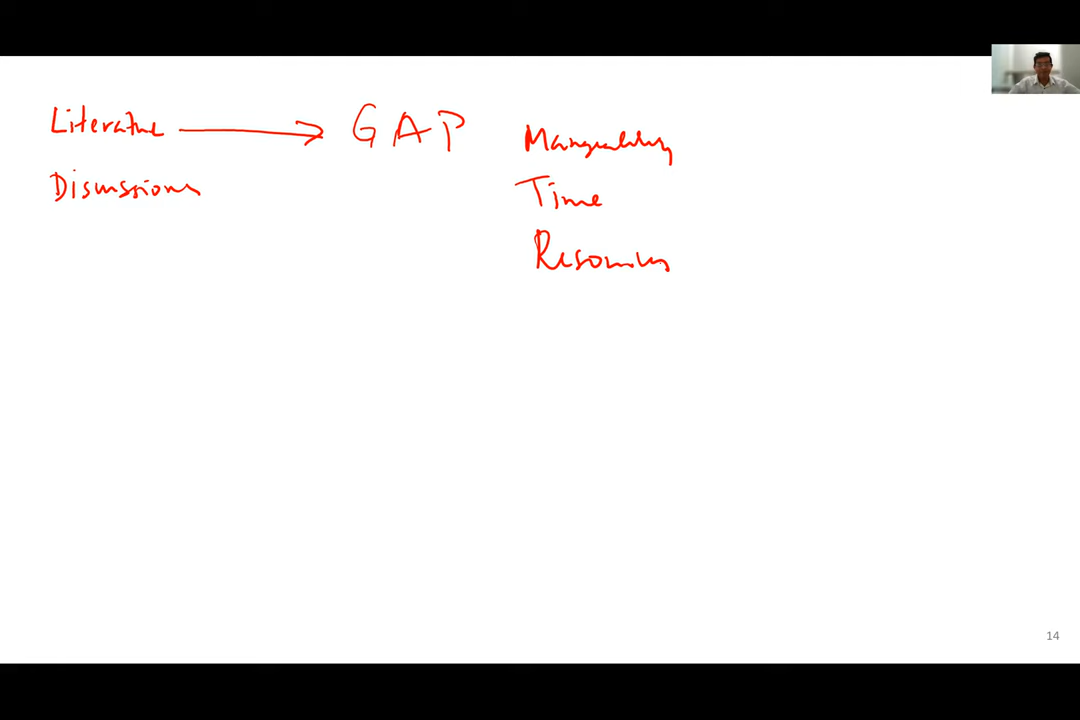 Literature GAP
Discussions
Manageability
Time
Resources
14